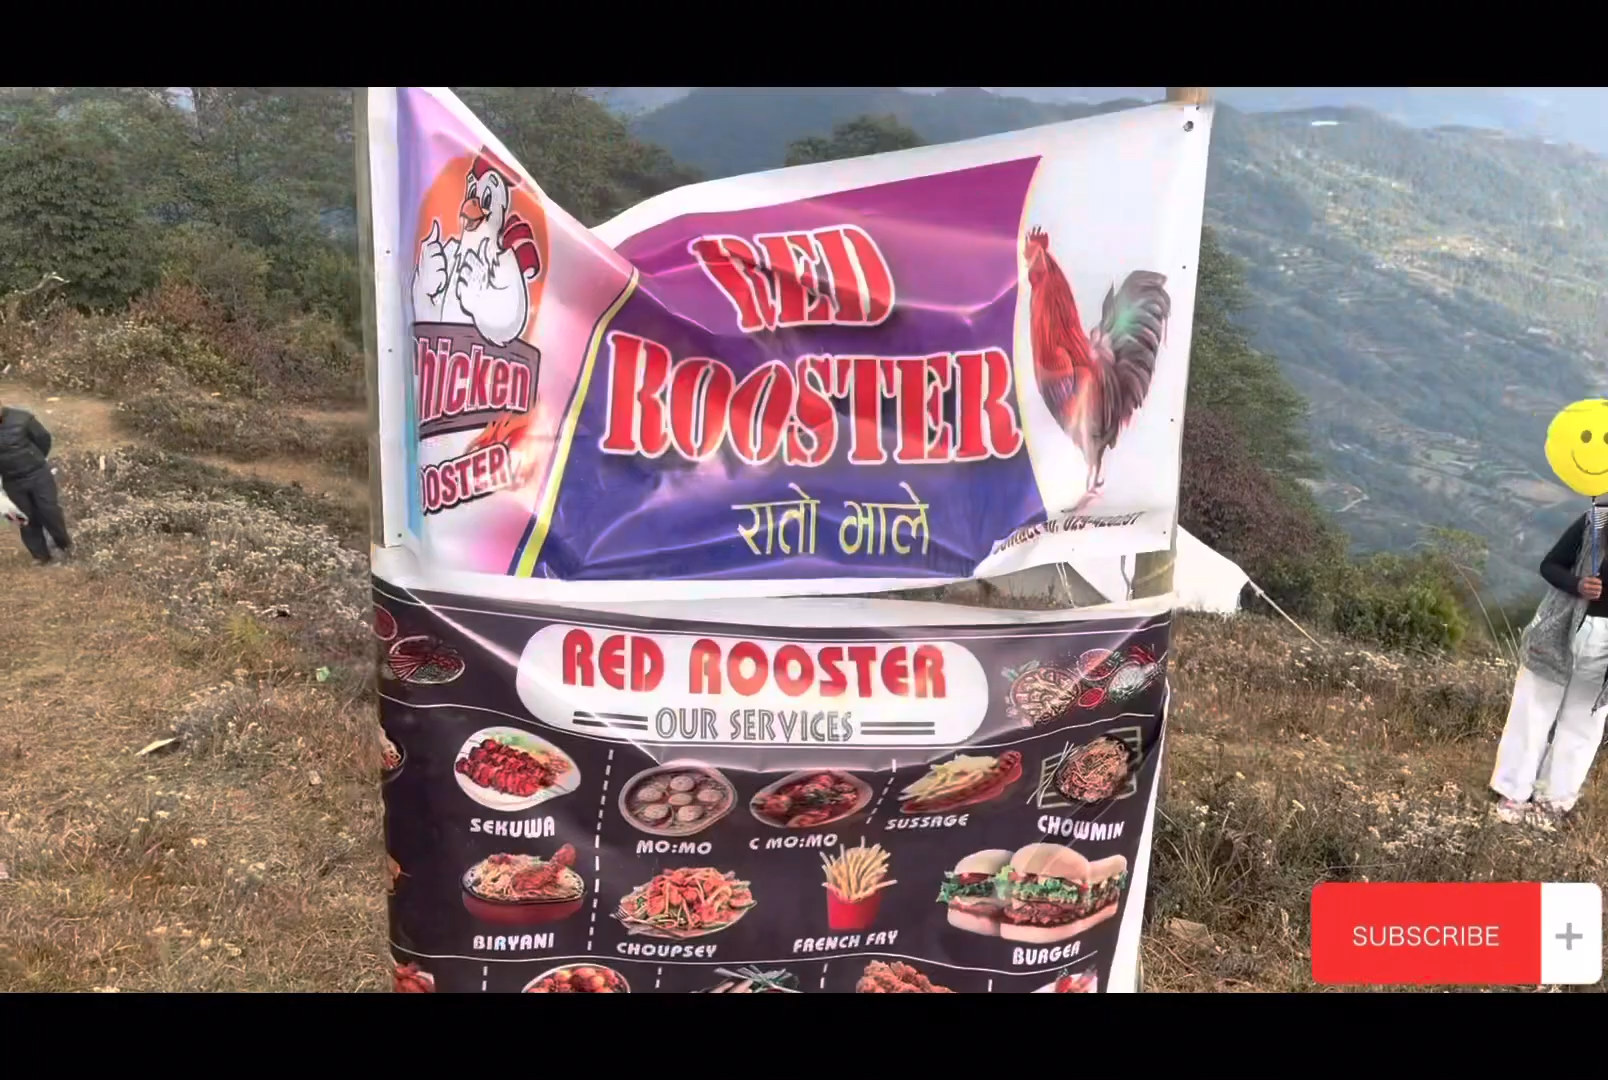 RED
ROOSTER
रातो भाले
Chicken
ROOSTER
RED ROOSTER
OUR SERVICES
SEKUWA
MO:MO
C MO:MO
SUSSAGE
CHOWMIN
BIRYANI
CHOUPSEY
FRENCH FRY
BURGER
SUBSCRIBE